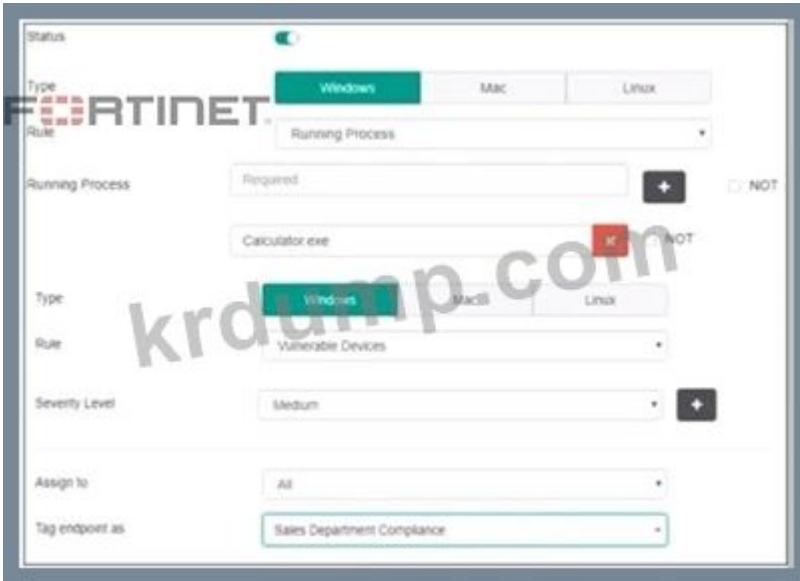 Status
Type
Windows Mac Linux
FORTINET
Rule
Running Process
Running Process
Required
+
NOT
Calculator.exe
x
NOT
krdump.com
Type
Windows
Linux
Rule
Vulnerable Devices
Severity Level
Medium
+
Assign to
All
Tag endpoint as
Sales Department Compliance